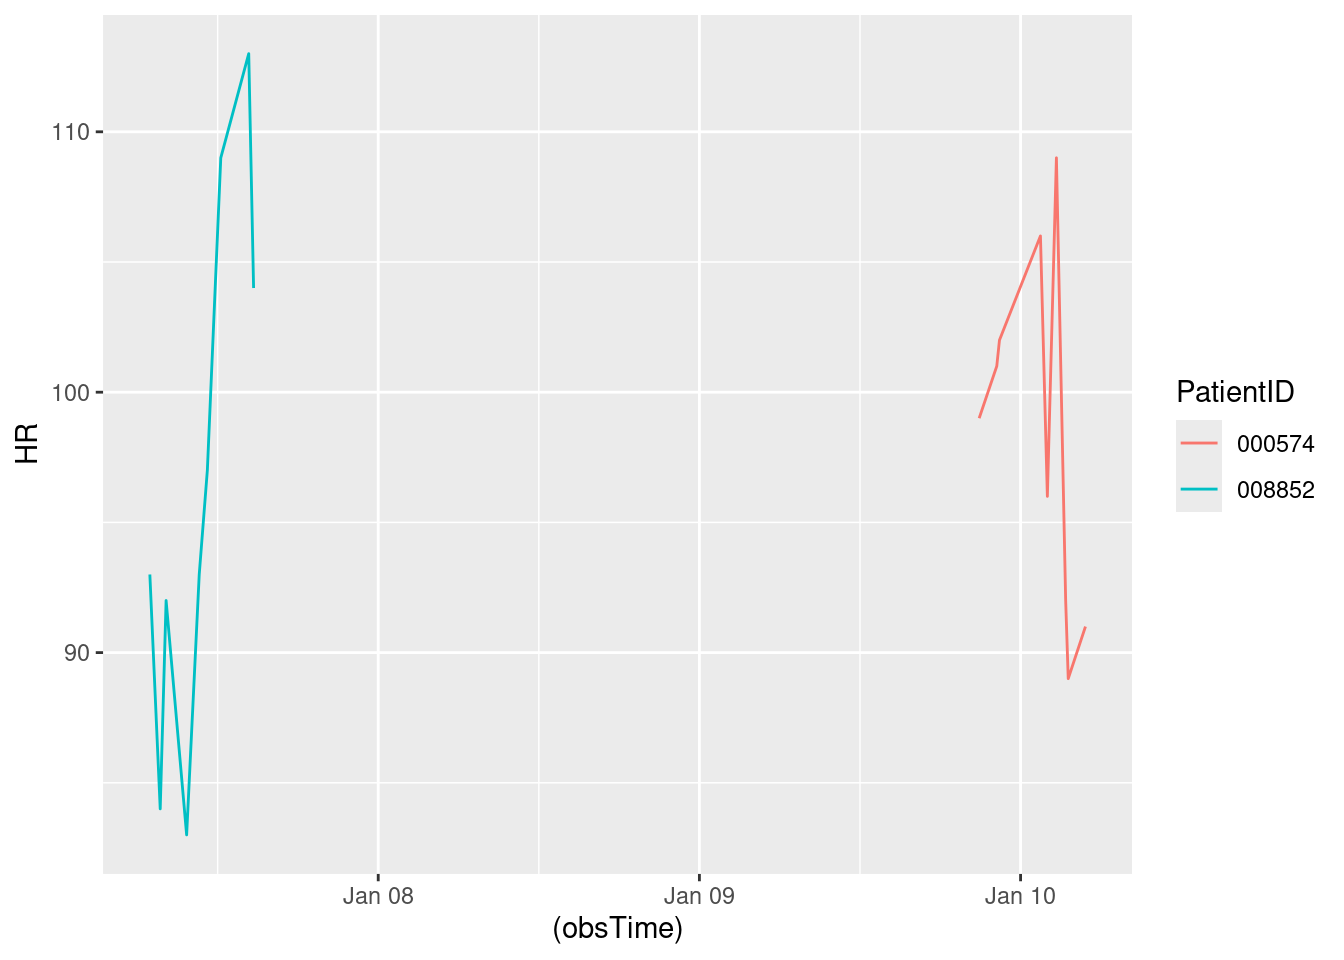 110
100
90
HR
Jan 08
Jan 09
Jan 10
(obsTime)
PatientID
000574
008852